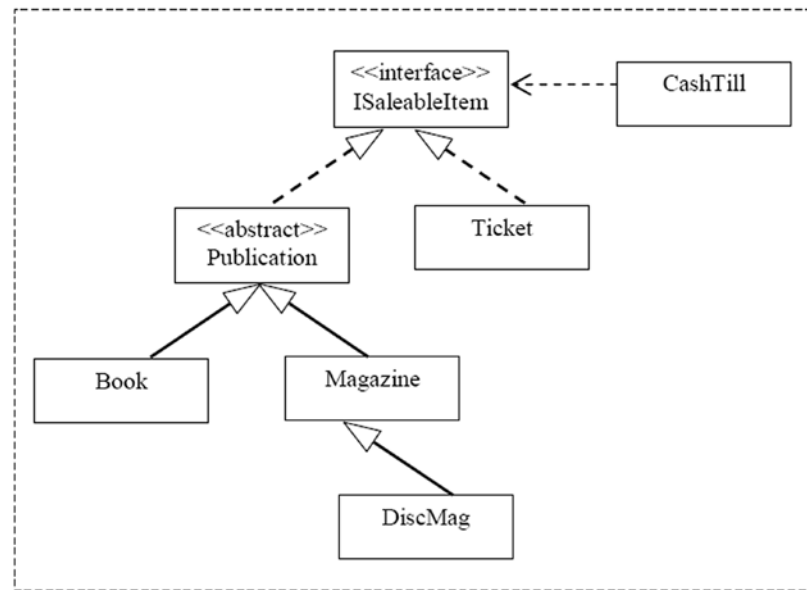 <<interface>>
ISaleableItem
CashTill
<<abstract>>
Publication
Ticket
Book
Magazine
DiscMag